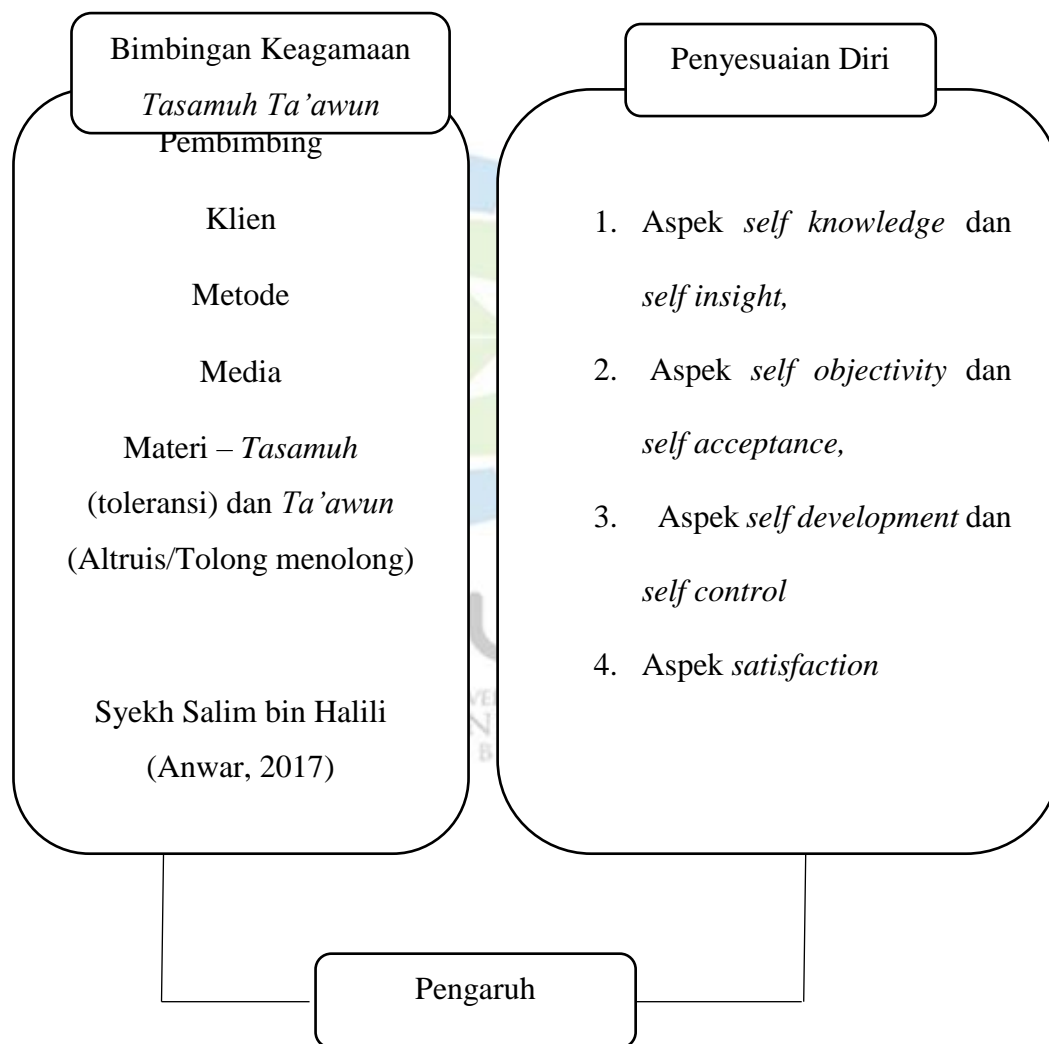 Bimbingan Keagamaan
Tasamuh Ta’awun
Pembimbing
Klien
Metode
Media
Materi – Tasamuh
(toleransi) dan Ta’awun
(Altruis/Tolong menolong)
Syekh Salim bin Halili
(Anwar, 2017)
Penyesuaian Diri
1. Aspek self knowledge dan
self insight,
2. Aspek self objectivity dan
self acceptance,
3. Aspek self development dan
self control
4. Aspek satisfaction
Pengaruh